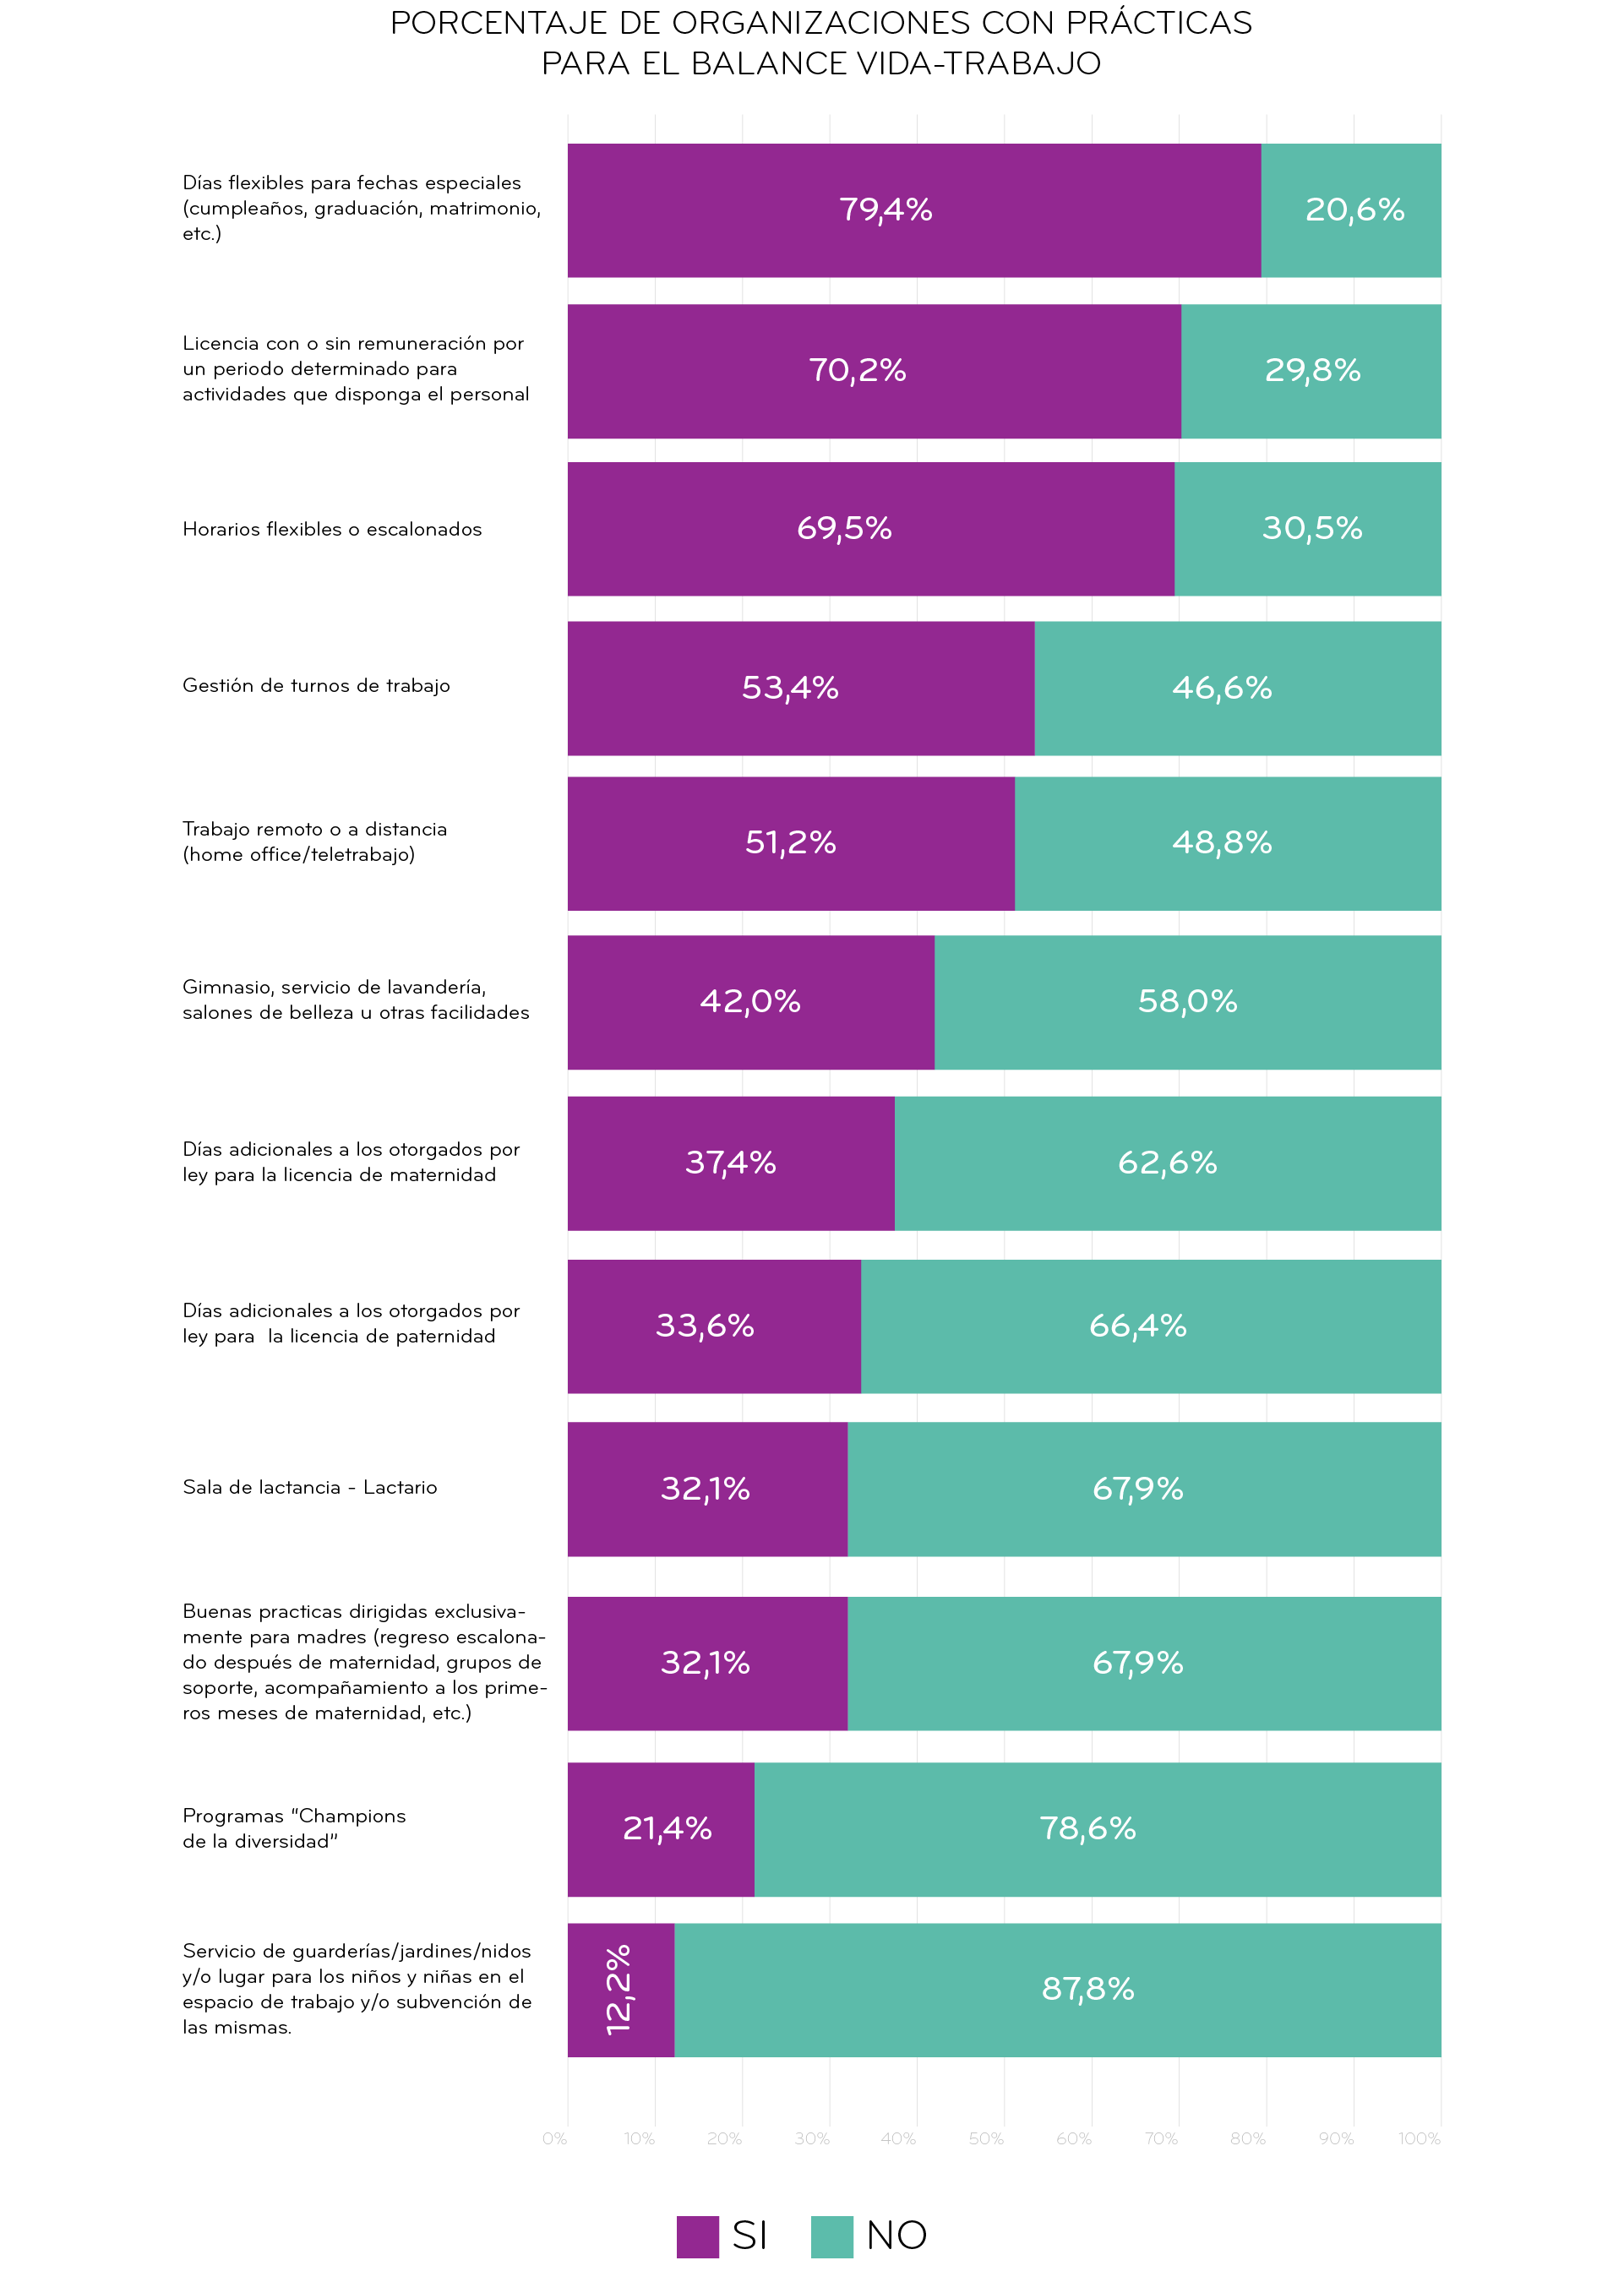 PORCENTAJE DE ORGANIZACIONES CON PRÁCTICAS
PARA EL BALANCE VIDA-TRABAJO
Días flexibles para fechas especiales
(cumpleaños, graduación, matrimonio,
etc.)
79,4%
20,6%
Licencia con o sin remuneración por
un periodo determinado para
actividades que disponga el personal
70,2%
29,8%
Horarios flexibles o escalonados
69,5%
30,5%
Gestión de turnos de trabajo
53,4%
46,6%
Trabajo remoto o a distancia
(home office/teletrabajo)
51,2%
48,8%
Gimnasio, servicio de lavandería,
salones de belleza u otras facilidades
42,0%
58,0%
Días adicionales a los otorgados por
ley para la licencia de maternidad
37,4%
62,6%
Días adicionales a los otorgados por
ley para  la licencia de paternidad
33,6%
66,4%
Sala de lactancia - Lactario
32,1%
67,9%
Buenas practicas dirigidas exclusiva-
mente para madres (regreso escalona-
do después de maternidad, grupos de
soporte, acompañamiento a los prime-
ros meses de maternidad, etc.)
32,1%
67,9%
Programas "Champions
de la diversidad"
21,4%
78,6%
Servicio de guarderías/jardines/nidos
y/o lugar para los niños y niñas en el
espacio de trabajo y/o subvención de
las mismas.
12,2%
87,8%
0% 10% 20% 30% 40% 50% 60% 70% 80% 90% 100%
SI NO